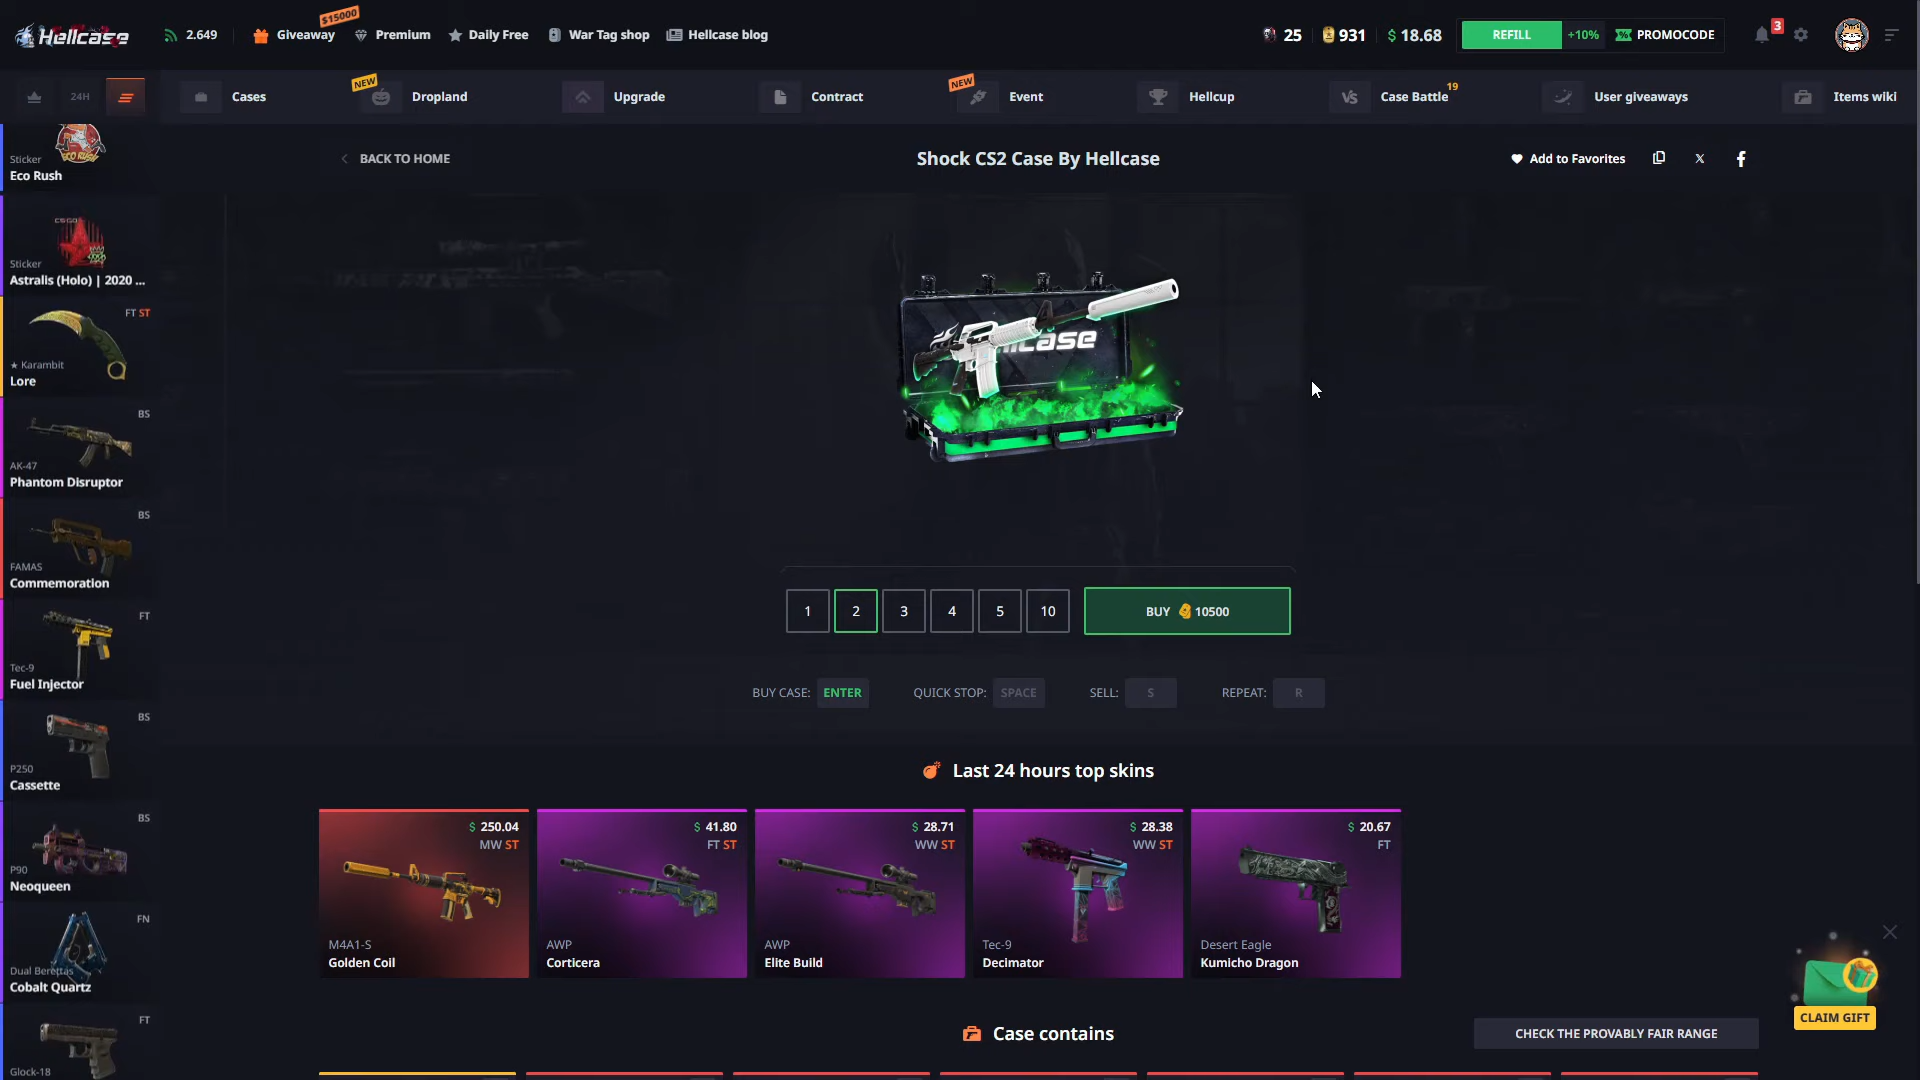 Hellcase
2.649
$15000
Giveaway
Premium
Daily Free
War Tag shop
Hellcase blog
25
931
$ 18.68
REFILL
+10%
PROMOCODE
3
24H
Cases
NEW
Dropland
Upgrade
Contract
NEW
Event
Hellcup
VS
Case Battle
19
User giveaways
Items wiki
BACK TO HOME
Shock CS2 Case By Hellcase
Add to Favorites
Sticker
Eco Rush
Sticker
Astralis (Holo) | 2020 ...
FT ST
★ Karambit
Lore
BS
AK-47
Phantom Disruptor
BS
FAMAS
Commemoration
FT
Tec-9
Fuel Injector
BS
P250
Cassette
BS
P90
Neoqueen
FN
Dual Berettas
Cobalt Quartz
FT
Glock-18
1
2
3
4
5
10
BUY 10500
BUY CASE: ENTER
QUICK STOP: SPACE
SELL: S
REPEAT: R
Last 24 hours top skins
$ 250.04
MW ST
M4A1-S
Golden Coil
$ 41.80
FT ST
AWP
Corticera
$ 28.71
WW ST
AWP
Elite Build
$ 28.38
WW ST
Tec-9
Decimator
$ 20.67
FT
Desert Eagle
Kumicho Dragon
CLAIM GIFT
Case contains
CHECK THE PROVABLY FAIR RANGE